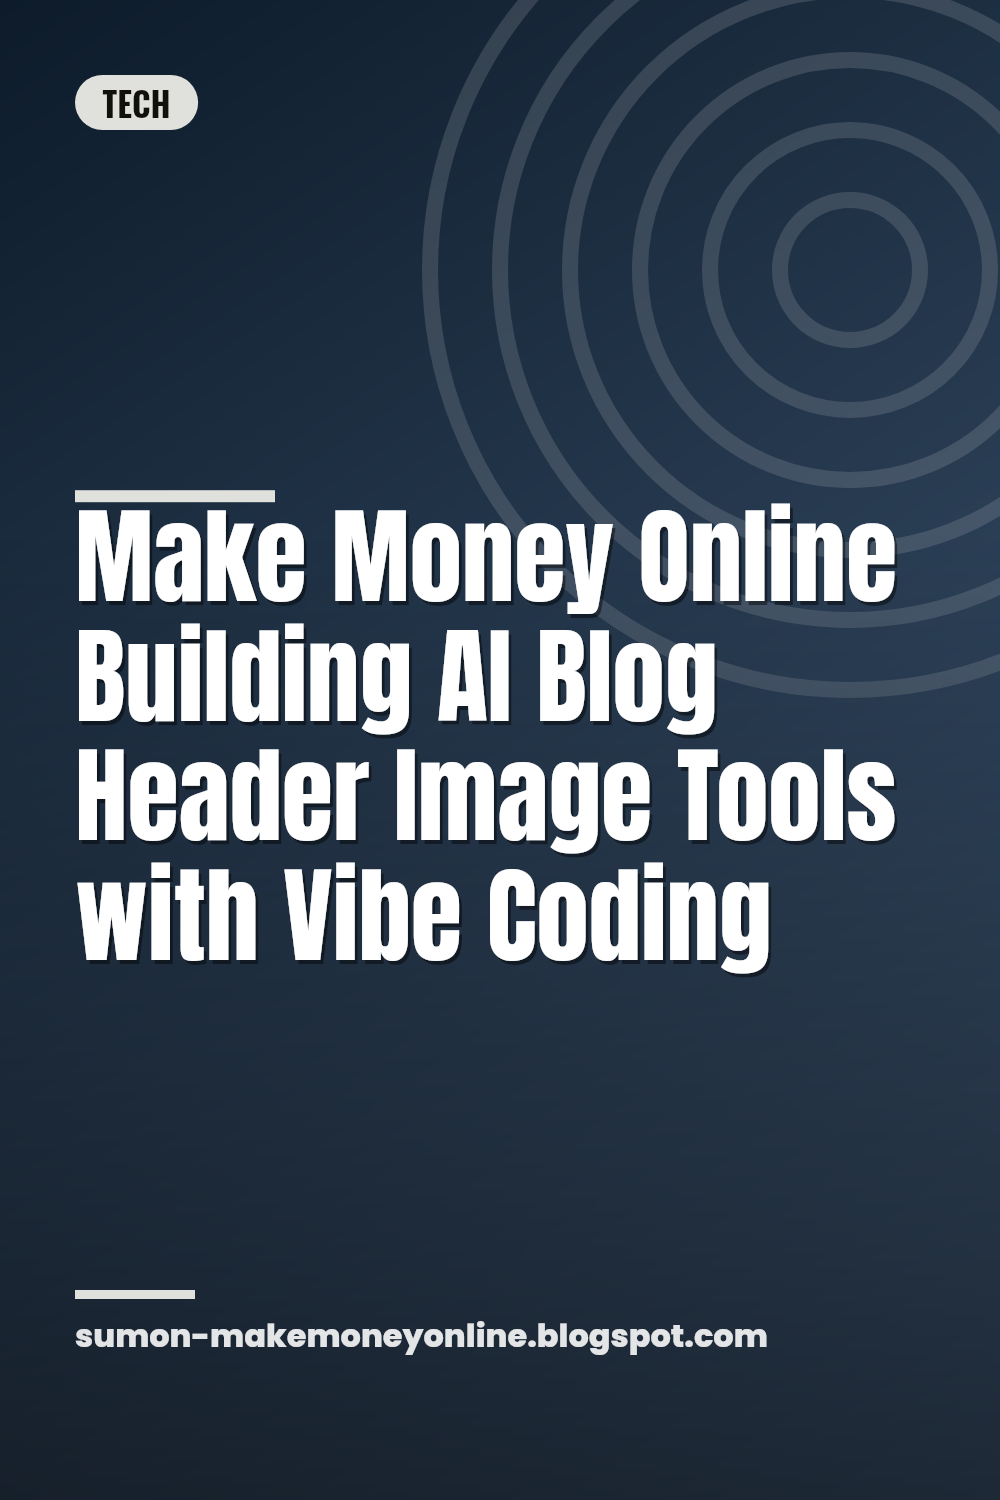 TECH
Make Money Online
Building AI Blog
Header Image Tools
with Vibe Coding
sumon-makemoneyonline.blogspot.com